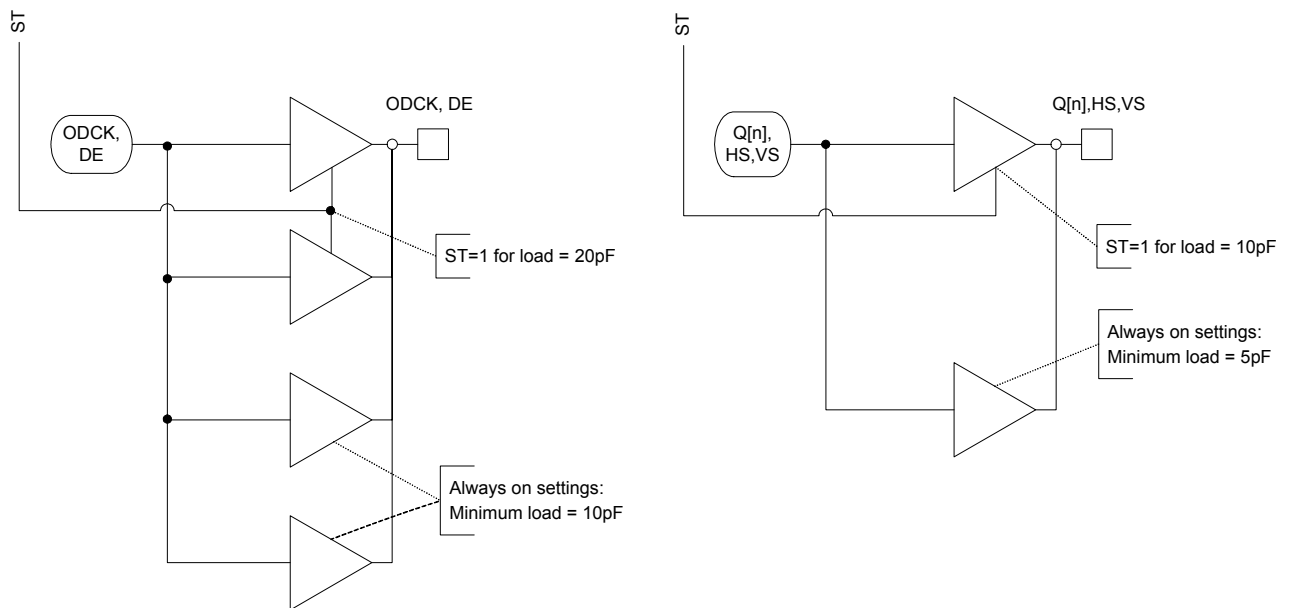 ST
ODCK,
DE
ODCK, DE
ST=1 for load = 20pF
Always on settings:
Minimum load = 10pF
ST
Q[n],
HS,VS
Q[n],HS,VS
ST=1 for load = 10pF
Always on settings:
Minimum load = 5pF